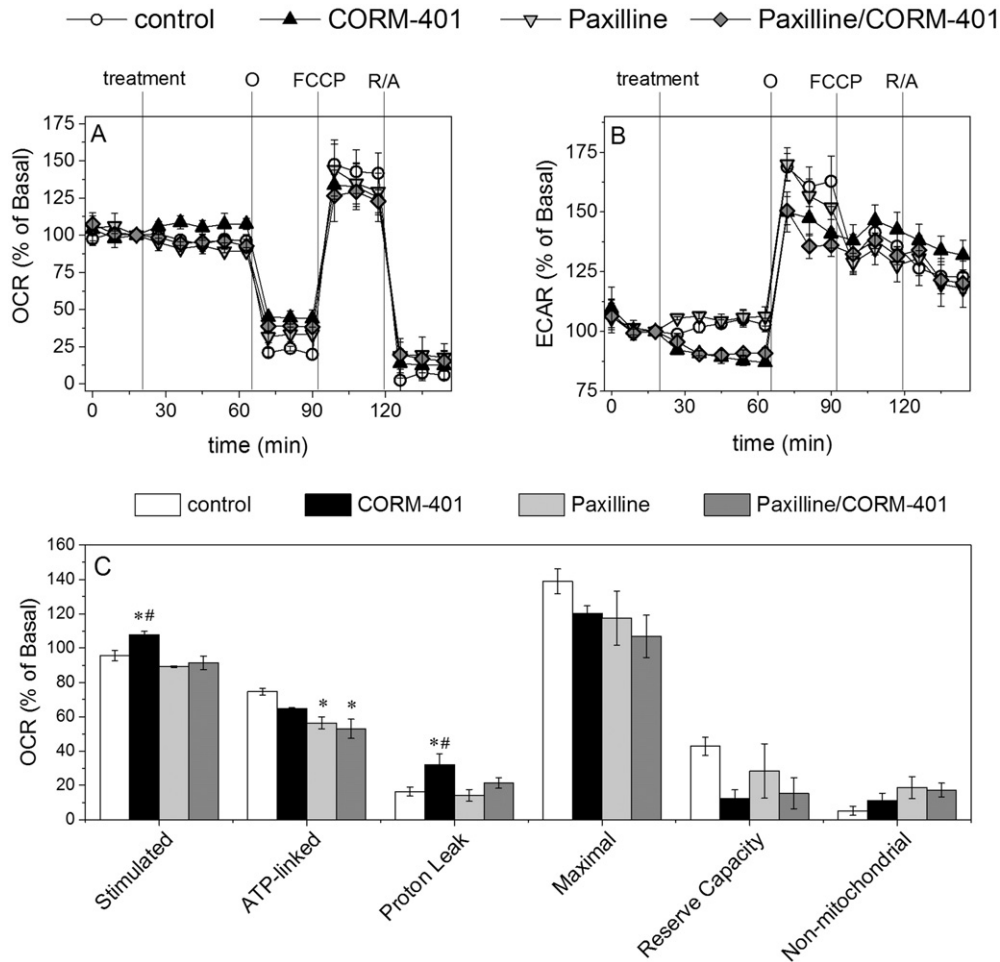 control CORM-401 Paxilline Paxilline/CORM-401
treatment O FCCP R/A
treatment O FCCP R/A
A
OCR (% of Basal)
175
150
125
100
75
50
25
0
0 30 60 90 120
time (min)
B
ECAR (% of Basal)
175
150
125
100
75
0 30 60 90 120
time (min)
control CORM-401 Paxilline Paxilline/CORM-401
C
OCR (% of Basal)
160
140
120
100
80
60
40
20
0
*#
*
*
*#
Stimulated
ATP-linked
Proton Leak
Maximal
Reserve Capacity
Non-mitochondrial